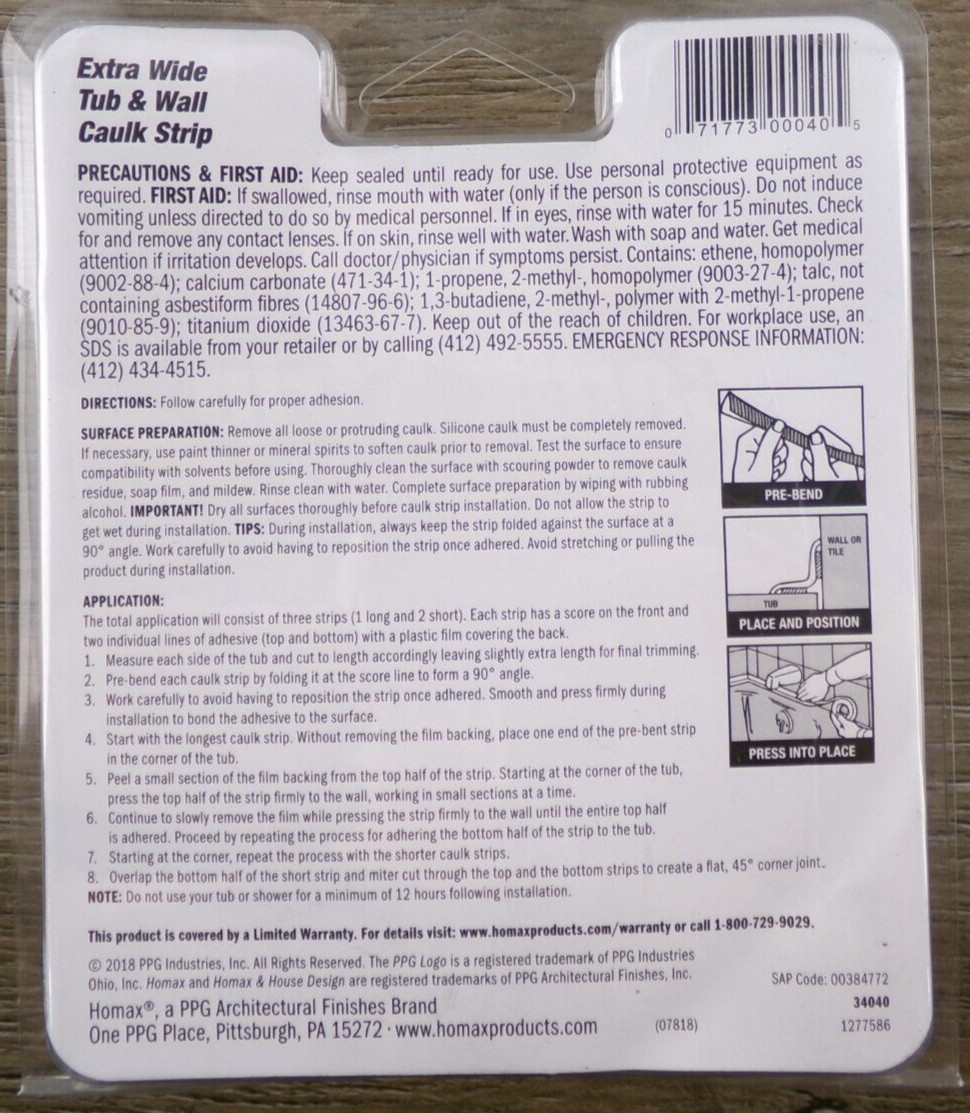 Extra Wide
Tub & Wall
Caulk Strip
0 71773 00040 5
PRECAUTIONS & FIRST AID: Keep sealed until ready for use. Use personal protective equipment as
required. FIRST AID: If swallowed, rinse mouth with water (only if the person is conscious). Do not induce
vomiting unless directed to do so by medical personnel. If in eyes, rinse with water for 15 minutes. Check
for and remove any contact lenses. If on skin, rinse well with water. Wash with soap and water. Get medical
attention if irritation develops. Call doctor/physician if symptoms persist. Contains: ethene, homopolymer
(9002-88-4); calcium carbonate (471-34-1); 1-propene, 2-methyl-, homopolymer (9003-27-4); talc, not
containing asbestiform fibres (14807-96-6); 1,3-butadiene, 2-methyl-, polymer with 2-methyl-1-propene
(9010-85-9); titanium dioxide (13463-67-7). Keep out of the reach of children. For workplace use, an
SDS is available from your retailer or by calling (412) 492-5555. EMERGENCY RESPONSE INFORMATION:
(412) 434-4515.
DIRECTIONS: Follow carefully for proper adhesion.
SURFACE PREPARATION: Remove all loose or protruding caulk. Silicone caulk must be completely removed.
If necessary, use paint thinner or mineral spirits to soften caulk prior to removal. Test the surface to ensure
compatibility with solvents before using. Thoroughly clean the surface with scouring powder to remove caulk
residue, soap film, and mildew. Rinse clean with water. Complete surface preparation by wiping with rubbing
alcohol. IMPORTANT! Dry all surfaces thoroughly before caulk strip installation. Do not allow the strip to
get wet during installation. TIPS: During installation, always keep the strip folded against the surface at a
90° angle. Work carefully to avoid having to reposition the strip once adhered. Avoid stretching or pulling the
product during installation.
APPLICATION:
The total application will consist of three strips (1 long and 2 short). Each strip has a score on the front and
two individual lines of adhesive (top and bottom) with a plastic film covering the back.
1. Measure each side of the tub and cut to length accordingly leaving slightly extra length for final trimming.
2. Pre-bend each caulk strip by folding it at the score line to form a 90° angle.
3. Work carefully to avoid having to reposition the strip once adhered. Smooth and press firmly during
installation to bond the adhesive to the surface.
4. Start with the longest caulk strip. Without removing the film backing, place one end of the pre-bent strip
in the corner of the tub.
5. Peel a small section of the film backing from the top half of the strip. Starting at the corner of the tub,
press the top half of the strip firmly to the wall, working in small sections at a time.
6. Continue to slowly remove the film while pressing the strip firmly to the wall until the entire top half
is adhered. Proceed by repeating the process for adhering the bottom half of the strip to the tub.
7. Starting at the corner, repeat the process with the shorter caulk strips.
8. Overlap the bottom half of the short strip and miter cut through the top and the bottom strips to create a flat, 45° corner joint.
NOTE: Do not use your tub or shower for a minimum of 12 hours following installation.
PRE-BEND
WALL OR
TILE
TUB
PLACE AND POSITION
PRESS INTO PLACE
This product is covered by a Limited Warranty. For details visit: www.homaxproducts.com/warranty or call 1-800-729-9029.
© 2018 PPG Industries, Inc. All Rights Reserved. The PPG Logo is a registered trademark of PPG Industries
Ohio, Inc. Homax and Homax & House Design are registered trademarks of PPG Architectural Finishes, Inc.
Homax®, a PPG Architectural Finishes Brand
One PPG Place, Pittsburgh, PA 15272 · www.homaxproducts.com
(07818)
SAP Code: 00384772
34040
1277586